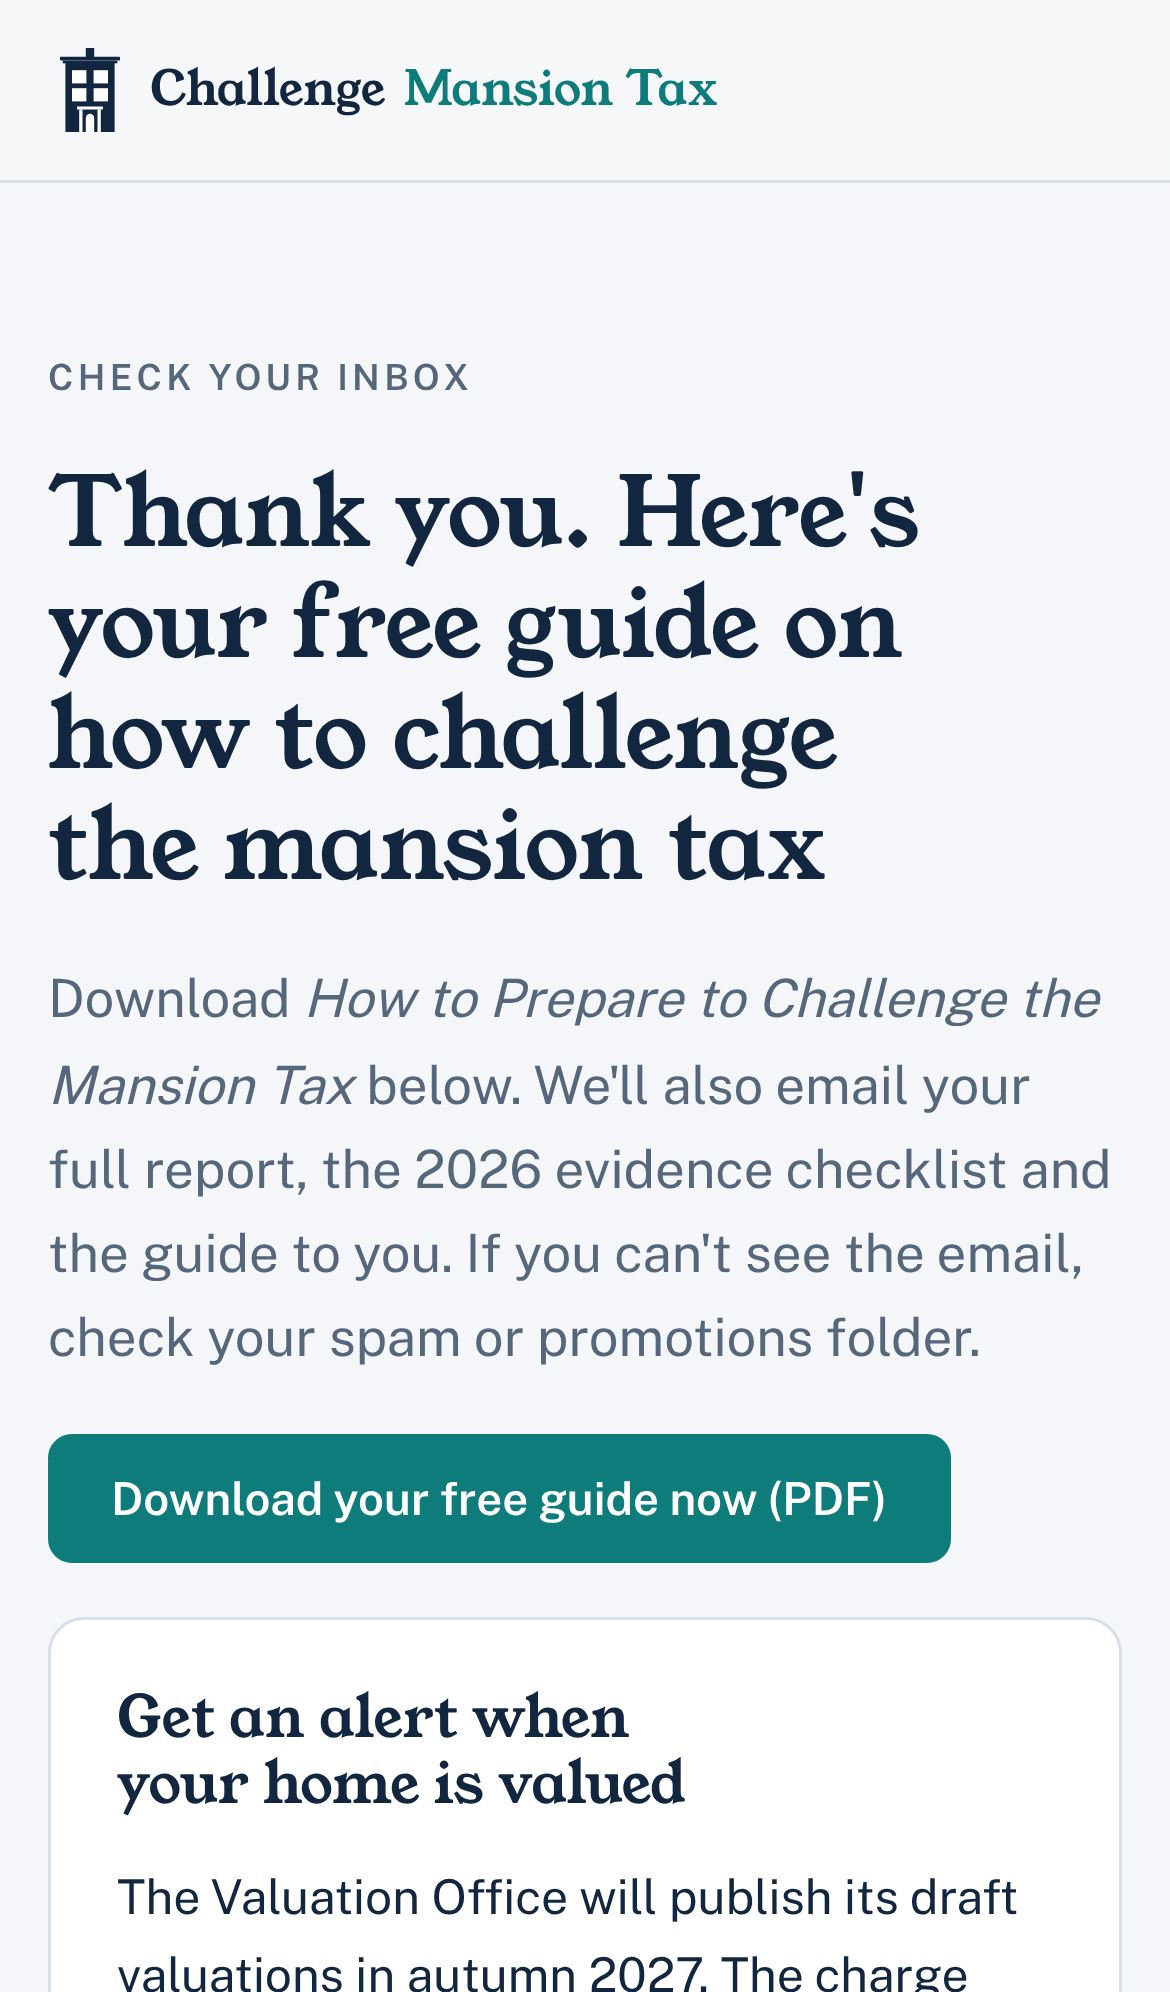 Challenge Mansion Tax
CHECK YOUR INBOX
Thank you. Here's
your free guide on
how to challenge
the mansion tax
Download How to Prepare to Challenge the
Mansion Tax below. We'll also email your
full report, the 2026 evidence checklist and
the guide to you. If you can't see the email,
check your spam or promotions folder.
Download your free guide now (PDF)
Get an alert when
your home is valued
The Valuation Office will publish its draft
valuations in autumn 2027. The charge